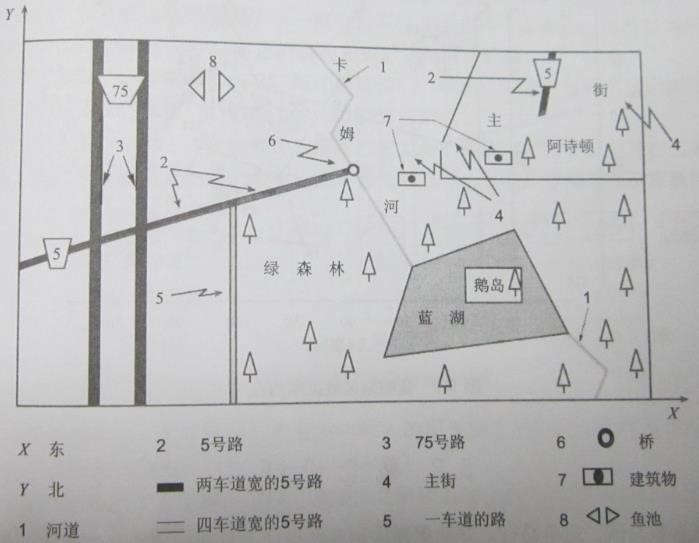 Y
8
75
卡
1
2
5
街
主
6
姆
7
阿诗顿
4
3
2
河
4
5
5
绿森林
鹅岛
蓝湖
1
X
X 东 2 5号路 3 75号路 6 桥
Y 北 两车道宽的5号路 4 主街 7 建筑物
1 河道 四车道宽的5号路 5 一车道的路 8 鱼池